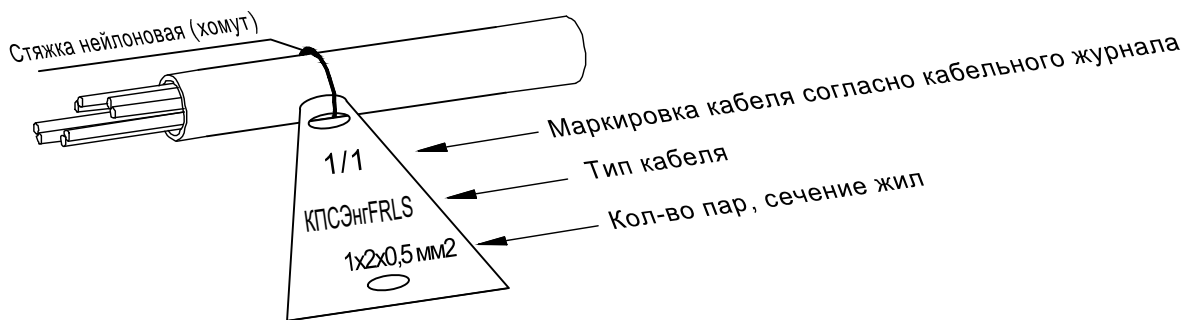 Стяжка нейлоновая (хомут)
Маркировка кабеля согласно кабельного журнала
1/1
Тип кабеля
КПСЭнгFRLS
Кол-во пар, сечение жил
1х2х0,5 мм2